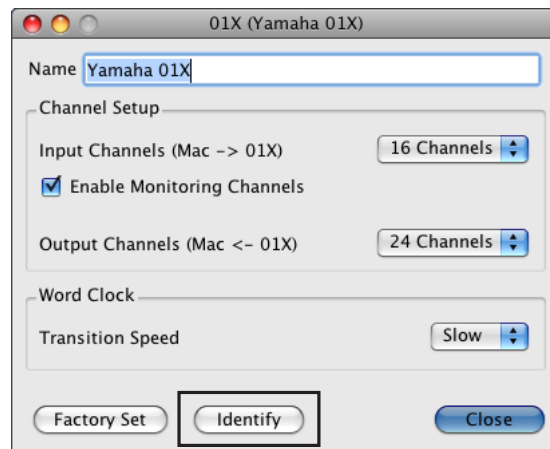 01X (Yamaha 01X)
Name Yamaha 01X
Channel Setup
Input Channels (Mac -> 01X) 16 Channels
Enable Monitoring Channels
Output Channels (Mac <- 01X) 24 Channels
Word Clock
Transition Speed Slow
Factory Set Identify Close